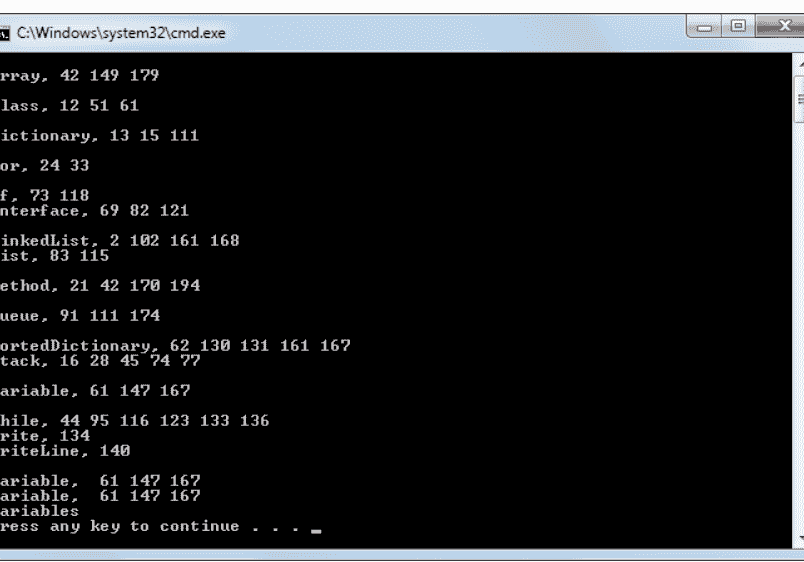 C:\Windows\system32\cmd.exe
rray, 42 149 179
lass, 12 51 61
ictionary, 13 15 111
or, 24 33
f, 73 118
nterface, 69 82 121
inkedList, 2 102 161 168
ist, 83 115
ethod, 21 42 170 194
ueue, 91 111 174
ortedDictionary, 62 130 131 161 167
tack, 16 28 45 74 77
ariable, 61 147 167
hile, 44 95 116 123 133 136
rite, 134
riteLine, 140
ariable,  61 147 167
ariable,  61 147 167
ariables
ress any key to continue . . . _